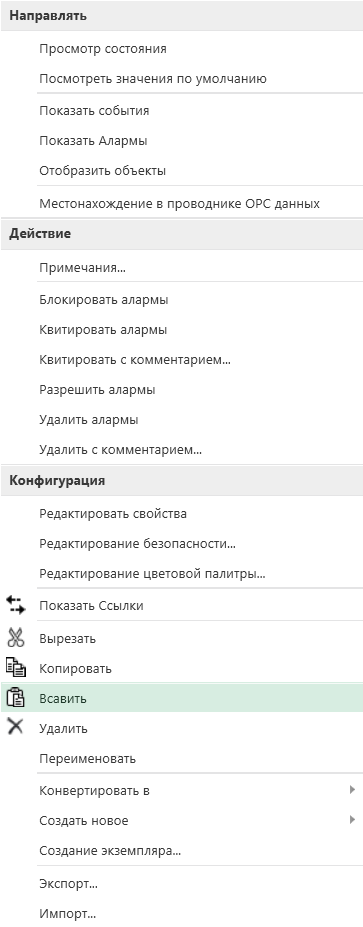 Направлять
Просмотр состояния
Посмотреть значения по умолчанию
Показать события
Показать Алармы
Отобразить объекты
Местонахождение в проводнике OPC данных
Действие
Примечания...
Блокировать алармы
Квитировать алармы
Квитировать с комментарием...
Разрешить алармы
Удалить алармы
Удалить с комментарием...
Конфигурация
Редактировать свойства
Редактирование безопасности...
Редактирование цветовой палитры...
Показать Ссылки
Вырезать
Копировать
Всавить
Удалить
Переименовать
Конвертировать в
Создать новое
Создание экземпляра...
Экспорт...
Импорт...